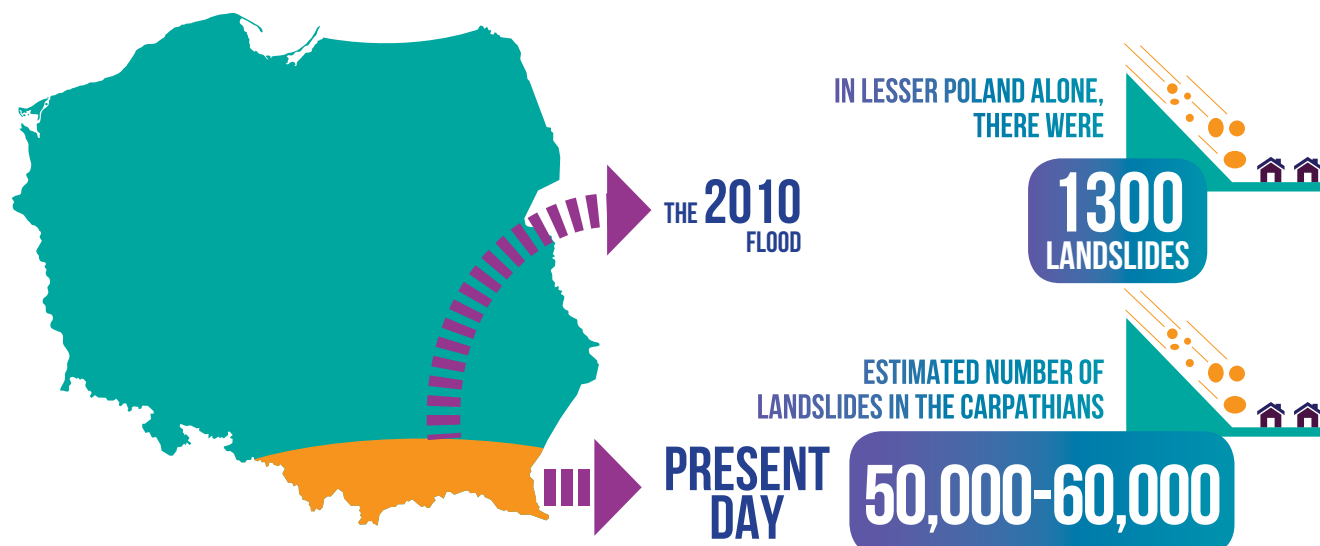 IN LESSER POLAND ALONE,
THERE WERE
THE 2010
FLOOD
1300
LANDSLIDES
ESTIMATED NUMBER OF
LANDSLIDES IN THE CARPATHIANS
PRESENT
DAY
50,000-60,000